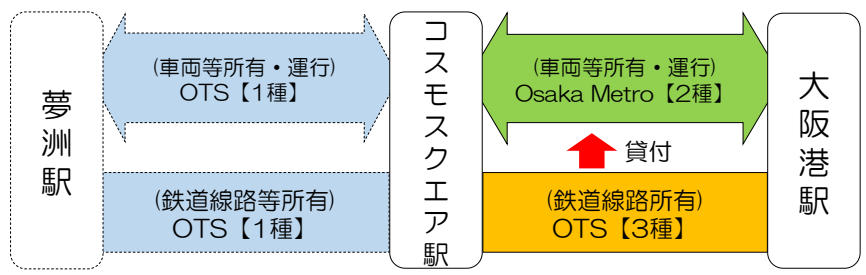 夢洲駅
(車両等所有・運行)
OTS【1種】
(鉄道線路等所有)
OTS【1種】
コスモスクエア駅
(車両等所有・運行)
Osaka Metro【2種】
貸付
(鉄道線路所有)
OTS【3種】
大阪港駅